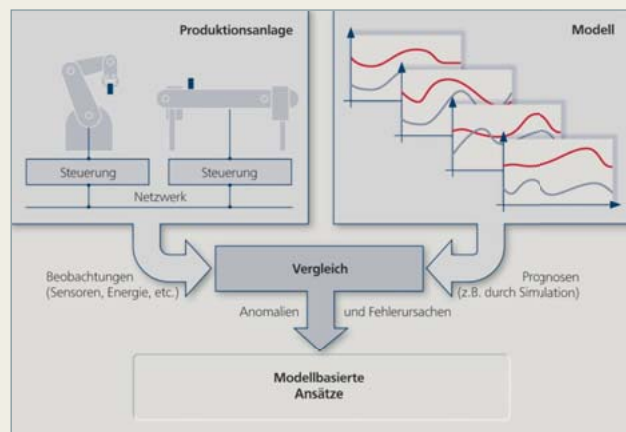 Produktionsanlage
Modell
Steuerung
Steuerung
Netzwerk
Beobachtungen
(Sensoren, Energie, etc.)
Vergleich
Prognosen
(z.B. durch Simulation)
Anomalien
und Fehlerursachen
Modellbasierte
Ansätze